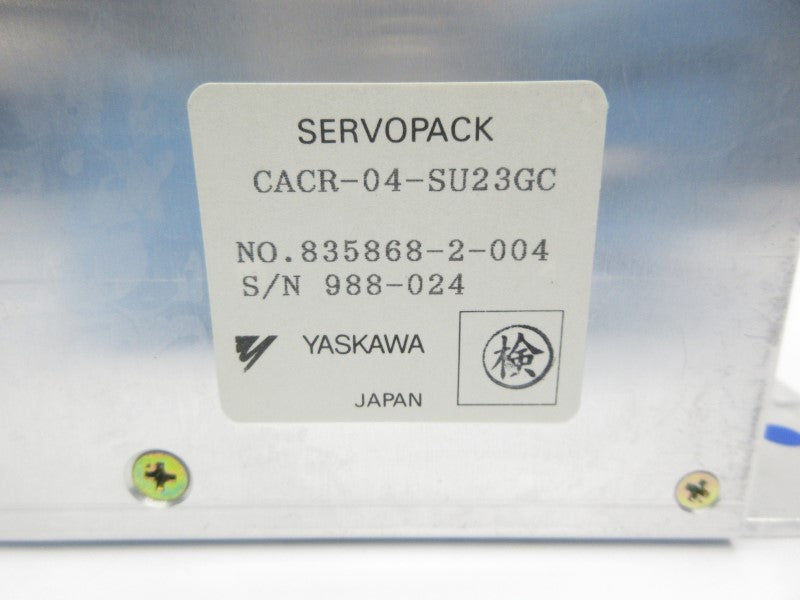 SERVOPACK
CACR-04-SU23GC
NO.835868-2-004
S/N 988-024
YASKAWA
検
JAPAN